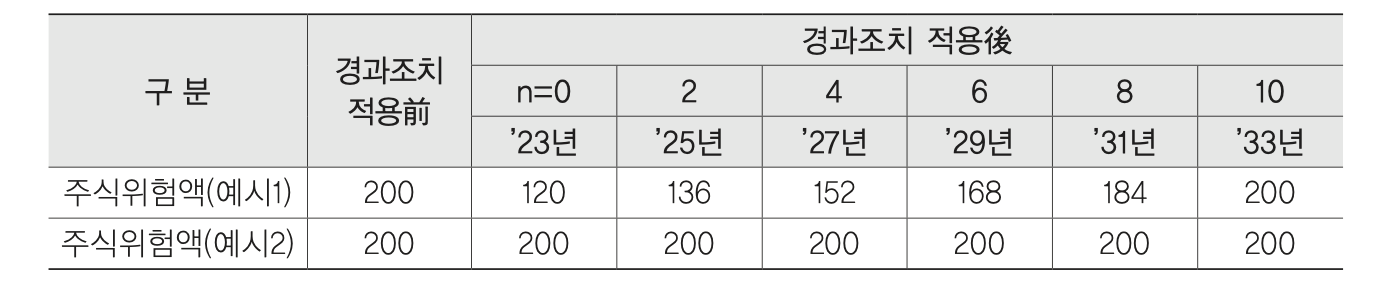 구 분 경과조치 적용前 경과조치 적용後
n=0 2 4 6 8 10
’23년 ’25년 ’27년 ’29년 ’31년 ’33년
주식위험액(예시1) 200 120 136 152 168 184 200
주식위험액(예시2) 200 200 200 200 200 200 200